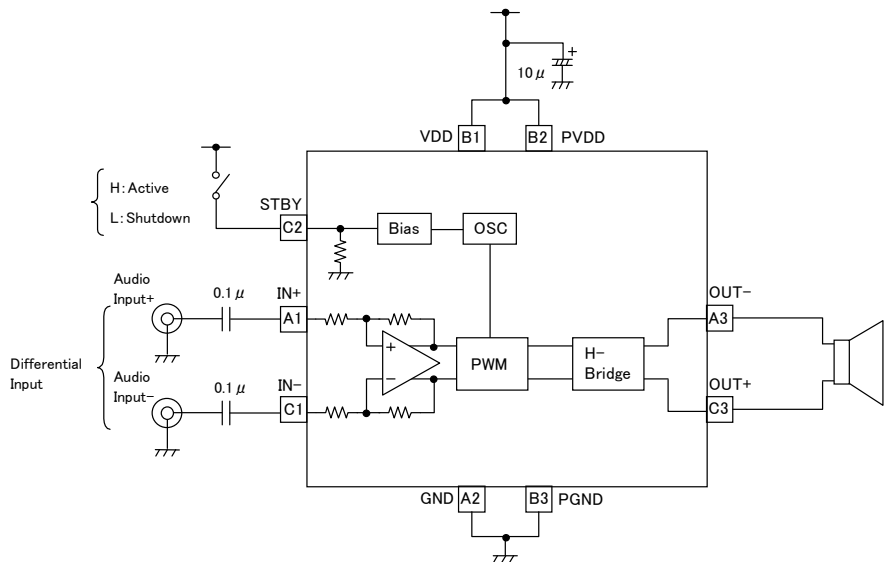 10μ
+
VDD B1 B2 PVDD
H:Active
L:Shutdown
STBY
C2
Bias
OSC
Audio
Input+
0.1μ
IN+
A1
OUT-
A3
Differential
Input
+
-
PWM
H-
Bridge
Audio
Input-
0.1μ
IN-
C1
OUT+
C3
GND A2 B3 PGND